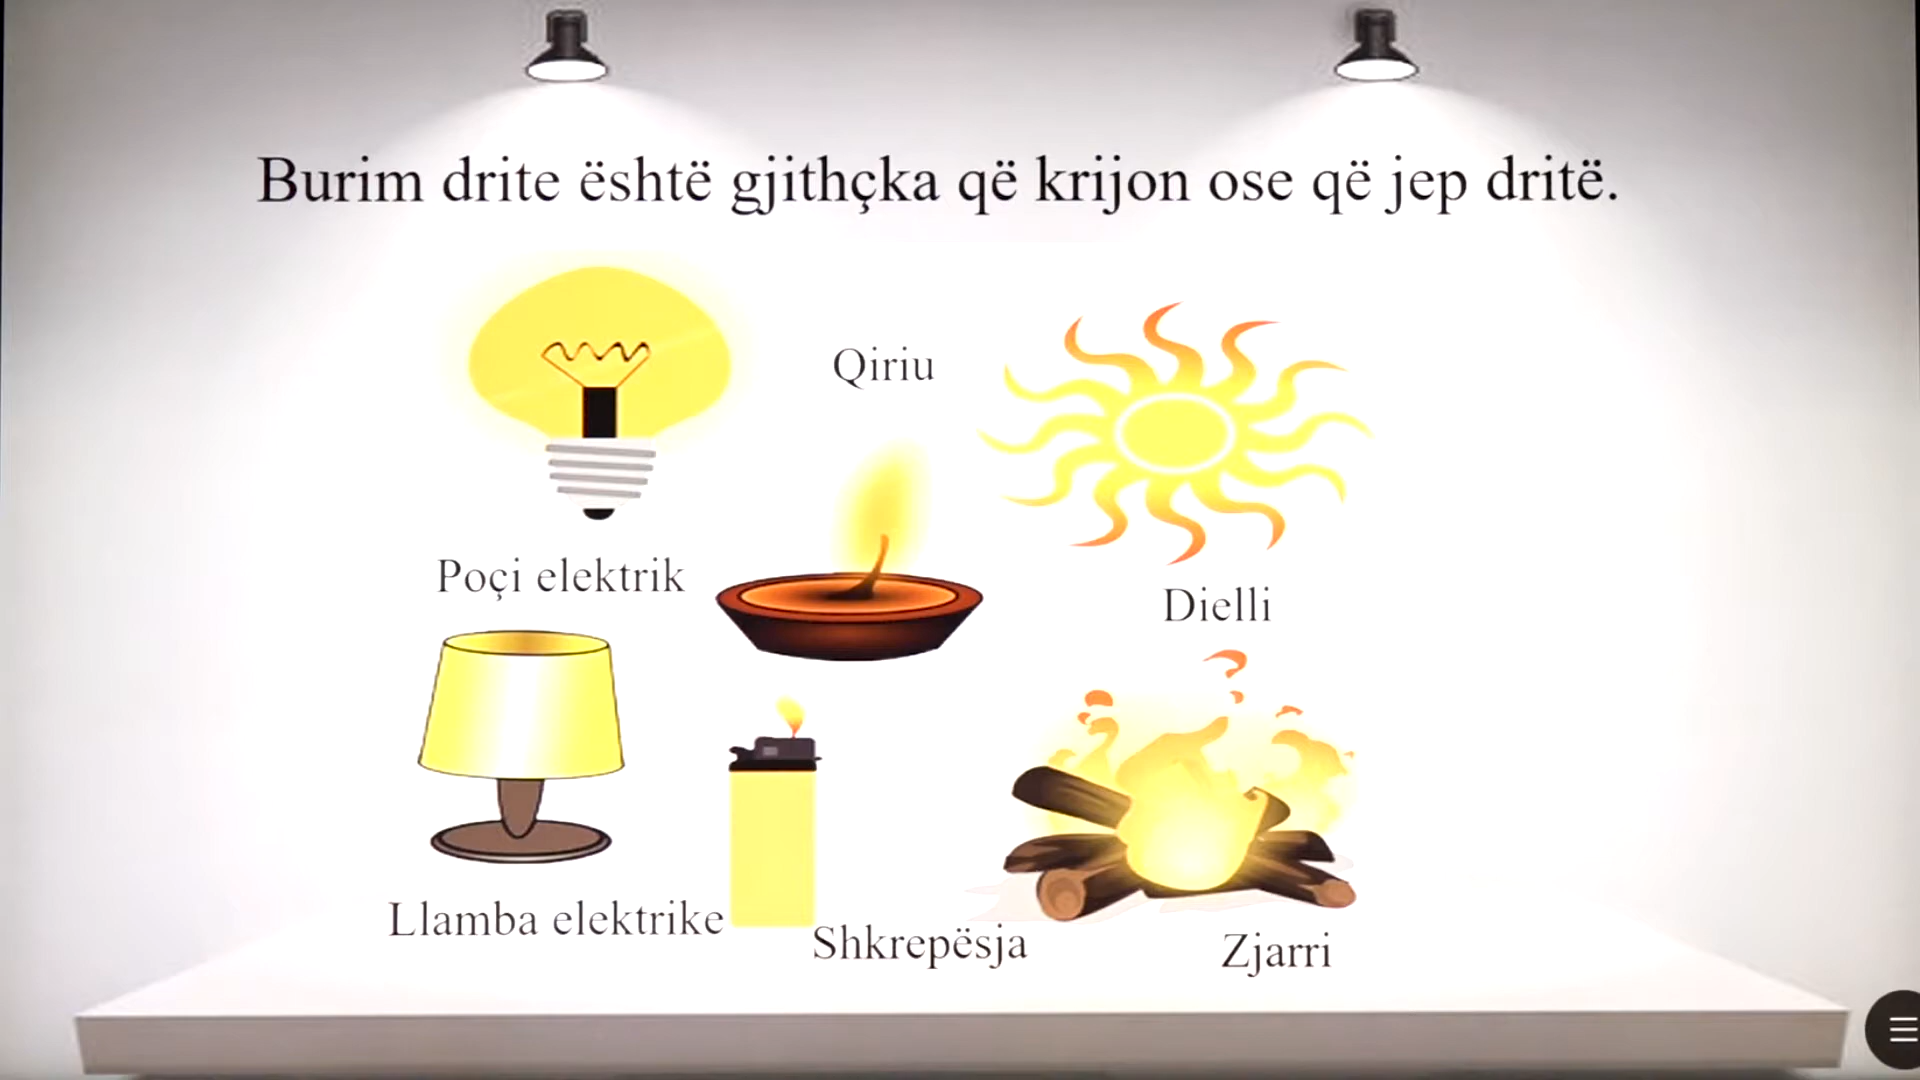 Burim drite është gjithçka që krijon ose që jep dritë.
Qiriu
Poçi elektrik
Dielli
Llamba elektrike
Shkrepësja
Zjarri